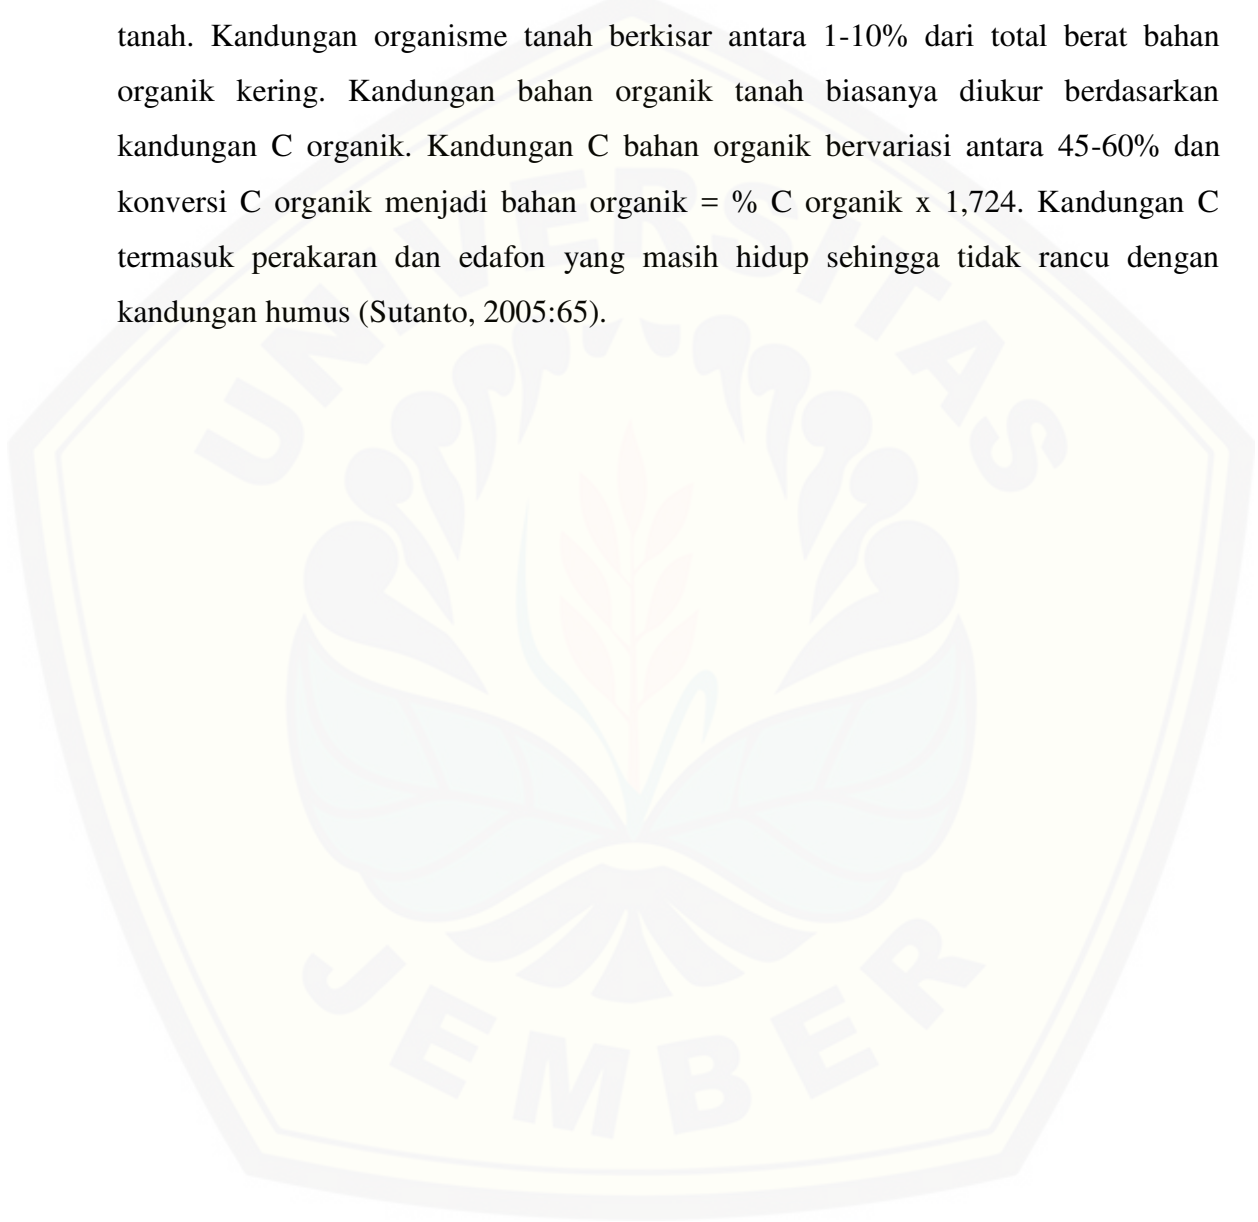 tanah. Kandungan organisme tanah berkisar antara 1-10% dari total berat bahan
organik kering. Kandungan bahan organik tanah biasanya diukur berdasarkan
kandungan C organik. Kandungan C bahan organik bervariasi antara 45-60% dan
konversi C organik menjadi bahan organik = % C organik x 1,724. Kandungan C
termasuk perakaran dan edafon yang masih hidup sehingga tidak rancu dengan
kandungan humus (Sutanto, 2005:65).
UNIVERSITAS
JEMBER